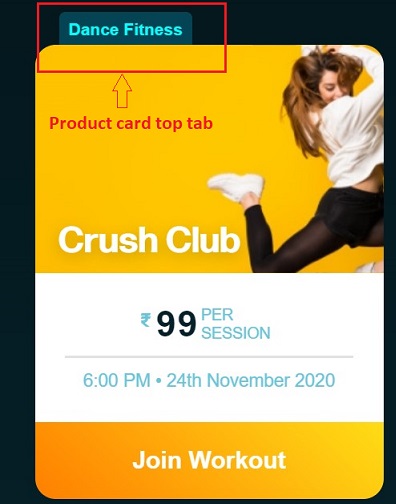 Dance Fitness
Product card top tab
Crush Club
₹ 99 PER
SESSION
6:00 PM • 24th November 2020
Join Workout